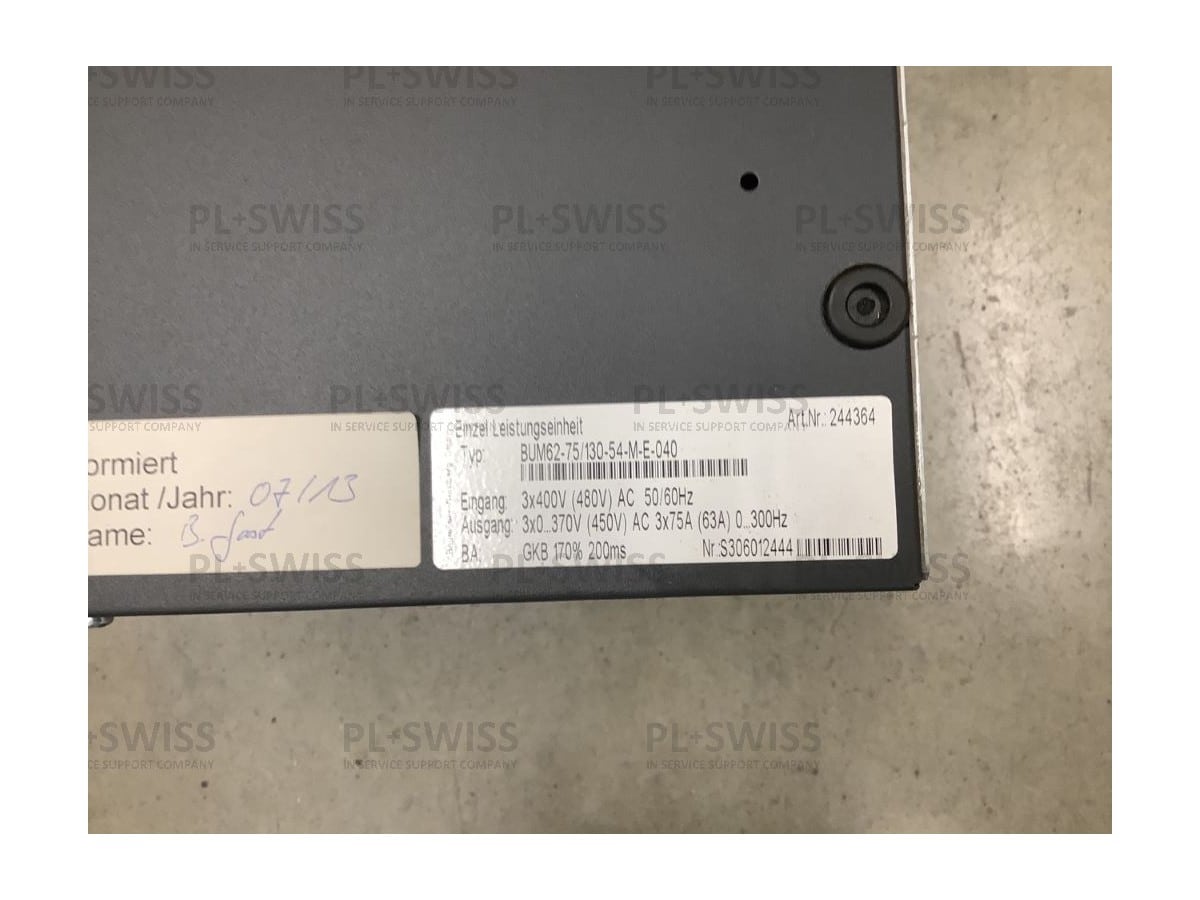 PL+SWISS
IN SERVICE SUPPORT COMPANY
ormiert
onat /Jahr: 07/13
ame: B.
Einzel Leistungseinheit Art.Nr.: 244364
Typ: BUM62-75/130-54-M-E-040
Eingang: 3x400V (480V) AC 50/60Hz
Ausgang: 3x0..370V (450V) AC 3x75A (63A) 0...300Hz
BA: GKB 170% 200ms Nr.:S306012444